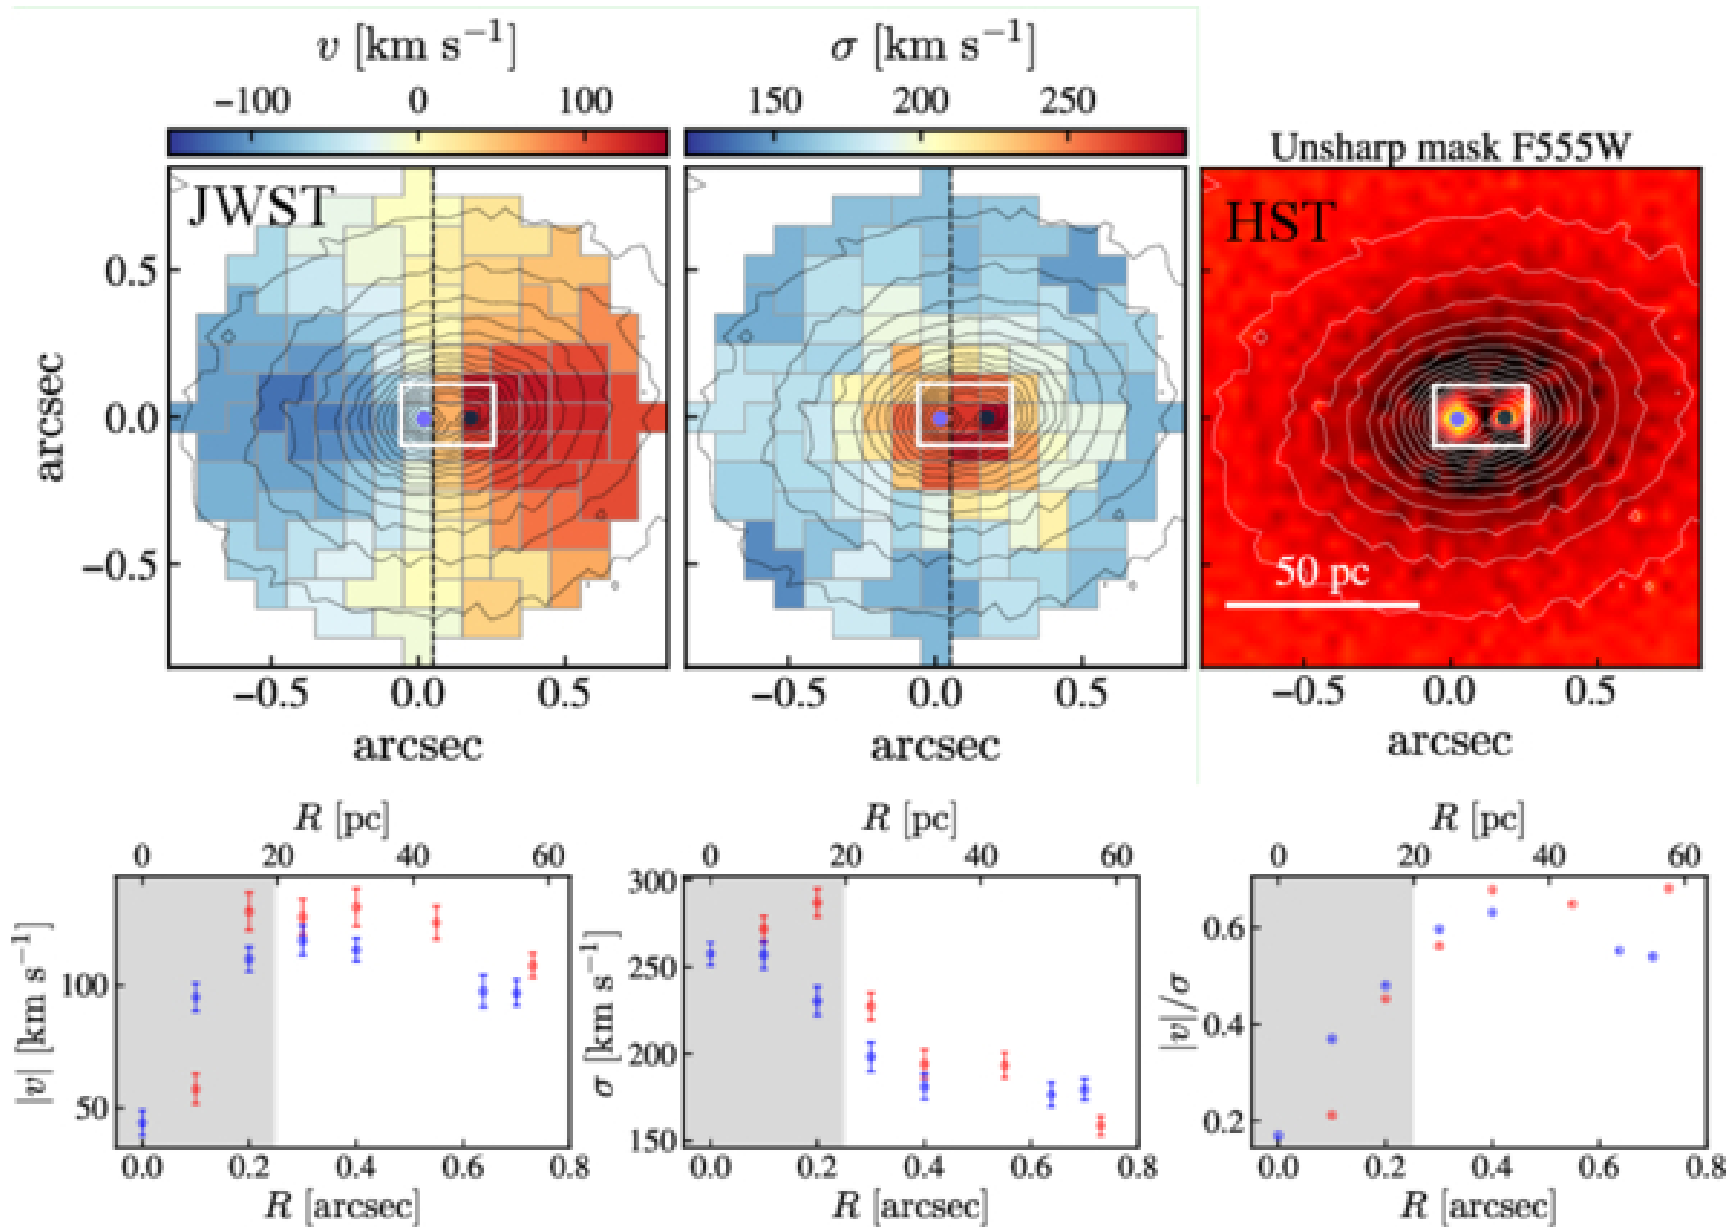 v [km s⁻¹]
σ [km s⁻¹]
−100 0 100
150 200 250
Unsharp mask F555W
JWST
HST
0.5
0.0
−0.5
arcsec
50 pc
−0.5 0.0 0.5
−0.5 0.0 0.5
−0.5 0.0 0.5
arcsec
arcsec
arcsec
R [pc]
R [pc]
R [pc]
0 20 40 60
0 20 40 60
0 20 40 60
|v| [km s⁻¹]
100
50
σ [km s⁻¹]
300
250
200
150
|v|/σ
0.6
0.4
0.2
0.0 0.2 0.4 0.6 0.8
0.0 0.2 0.4 0.6 0.8
0.0 0.2 0.4 0.6 0.8
R [arcsec]
R [arcsec]
R [arcsec]